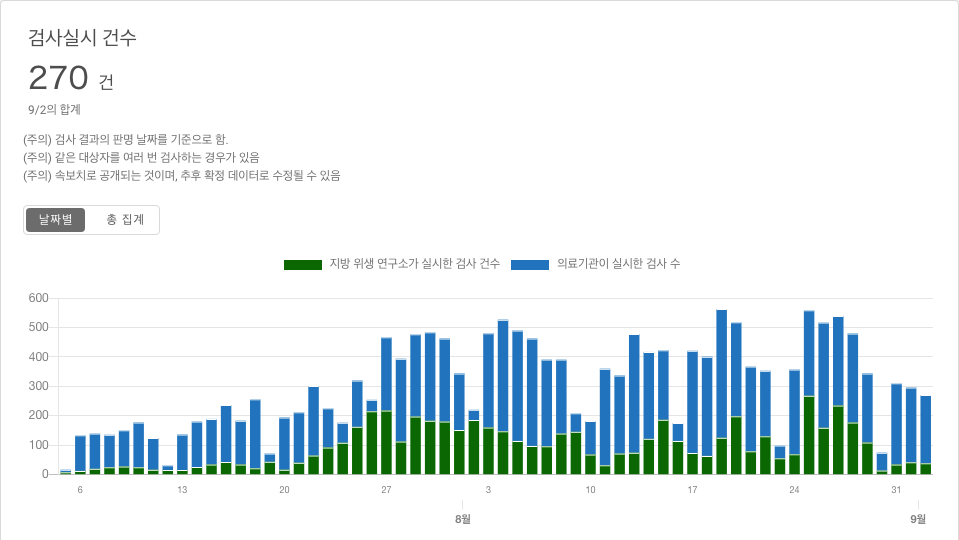 검사실시 건수
270 건
9/2의 합계
(주의) 검사 결과의 판명 날짜를 기준으로 함.
(주의) 같은 대상자를 여러 번 검사하는 경우가 있음
(주의) 속보치로 공개되는 것이며, 추후 확정 데이터로 수정될 수 있음
날짜별 총 집계
지방 위생 연구소가 실시한 검사 건수 의료기관이 실시한 검사 수
600
500
400
300
200
100
0
6 13 20 27 3 10 17 24 31
8월 9월